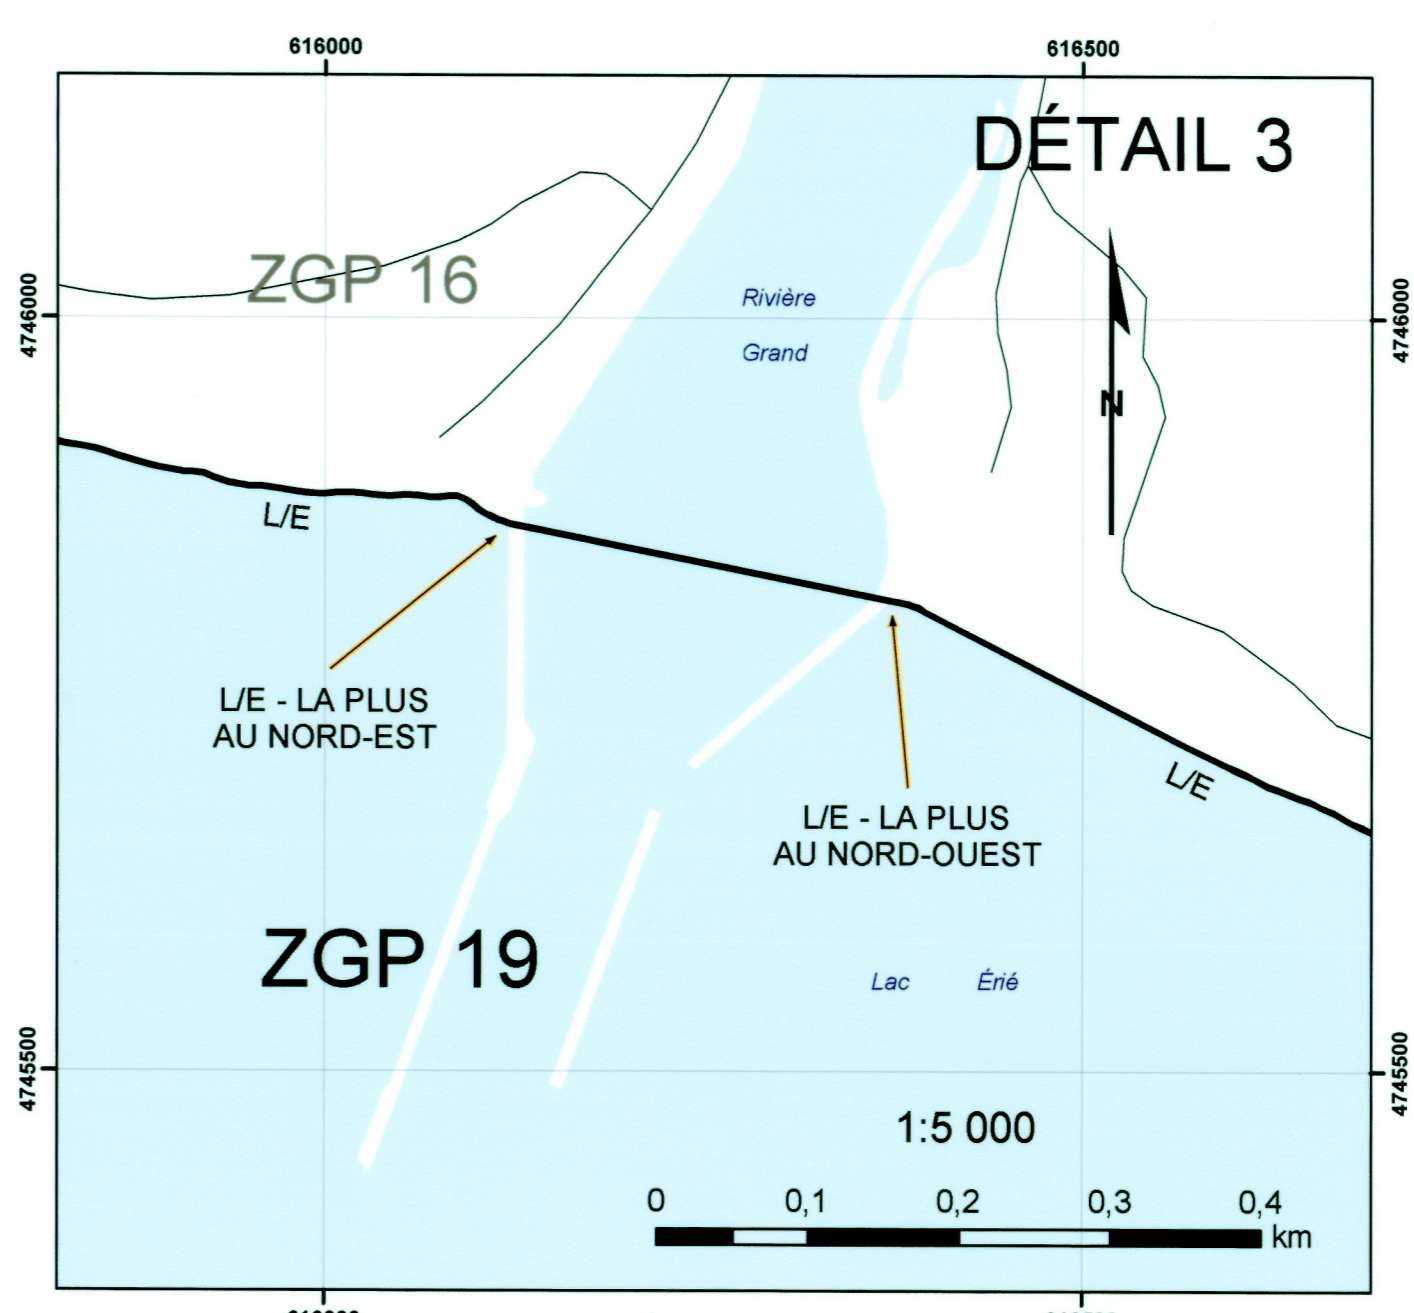 616000
616500
DÉTAIL 3
ZGP 16
Rivière
Grand
4746000
4746000
N
L/E
L/E - LA PLUS
AU NORD-EST
L/E
L/E - LA PLUS
AU NORD-OUEST
ZGP 19
Lac Érié
4745500
4745500
1:5 000
0 0,1 0,2 0,3 0,4
km